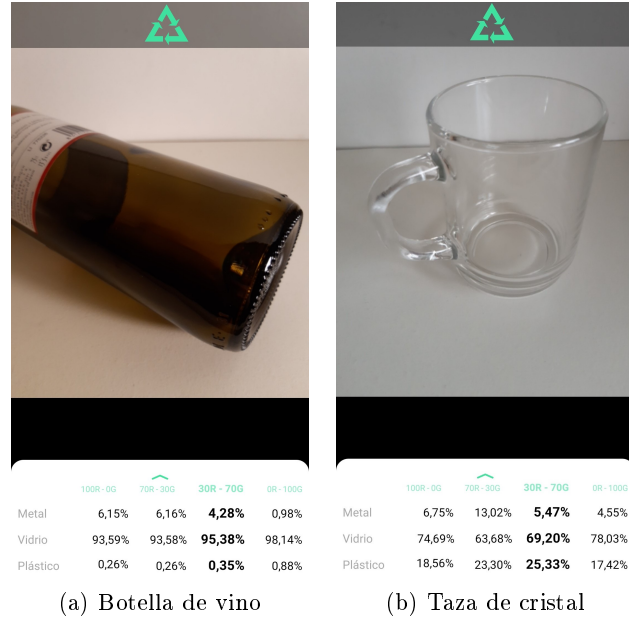 100R - 0G 70R - 30G 30R - 70G 0R - 100G
Metal 6,15% 6,16% 4,28% 0,98%
Vidrio 93,59% 93,58% 95,38% 98,14%
Plástico 0,26% 0,26% 0,35% 0,88%
(a) Botella de vino
100R - 0G 70R - 30G 30R - 70G 0R - 100G
Metal 6,75% 13,02% 5,47% 4,55%
Vidrio 74,69% 63,68% 69,20% 78,03%
Plástico 18,56% 23,30% 25,33% 17,42%
(b) Taza de cristal